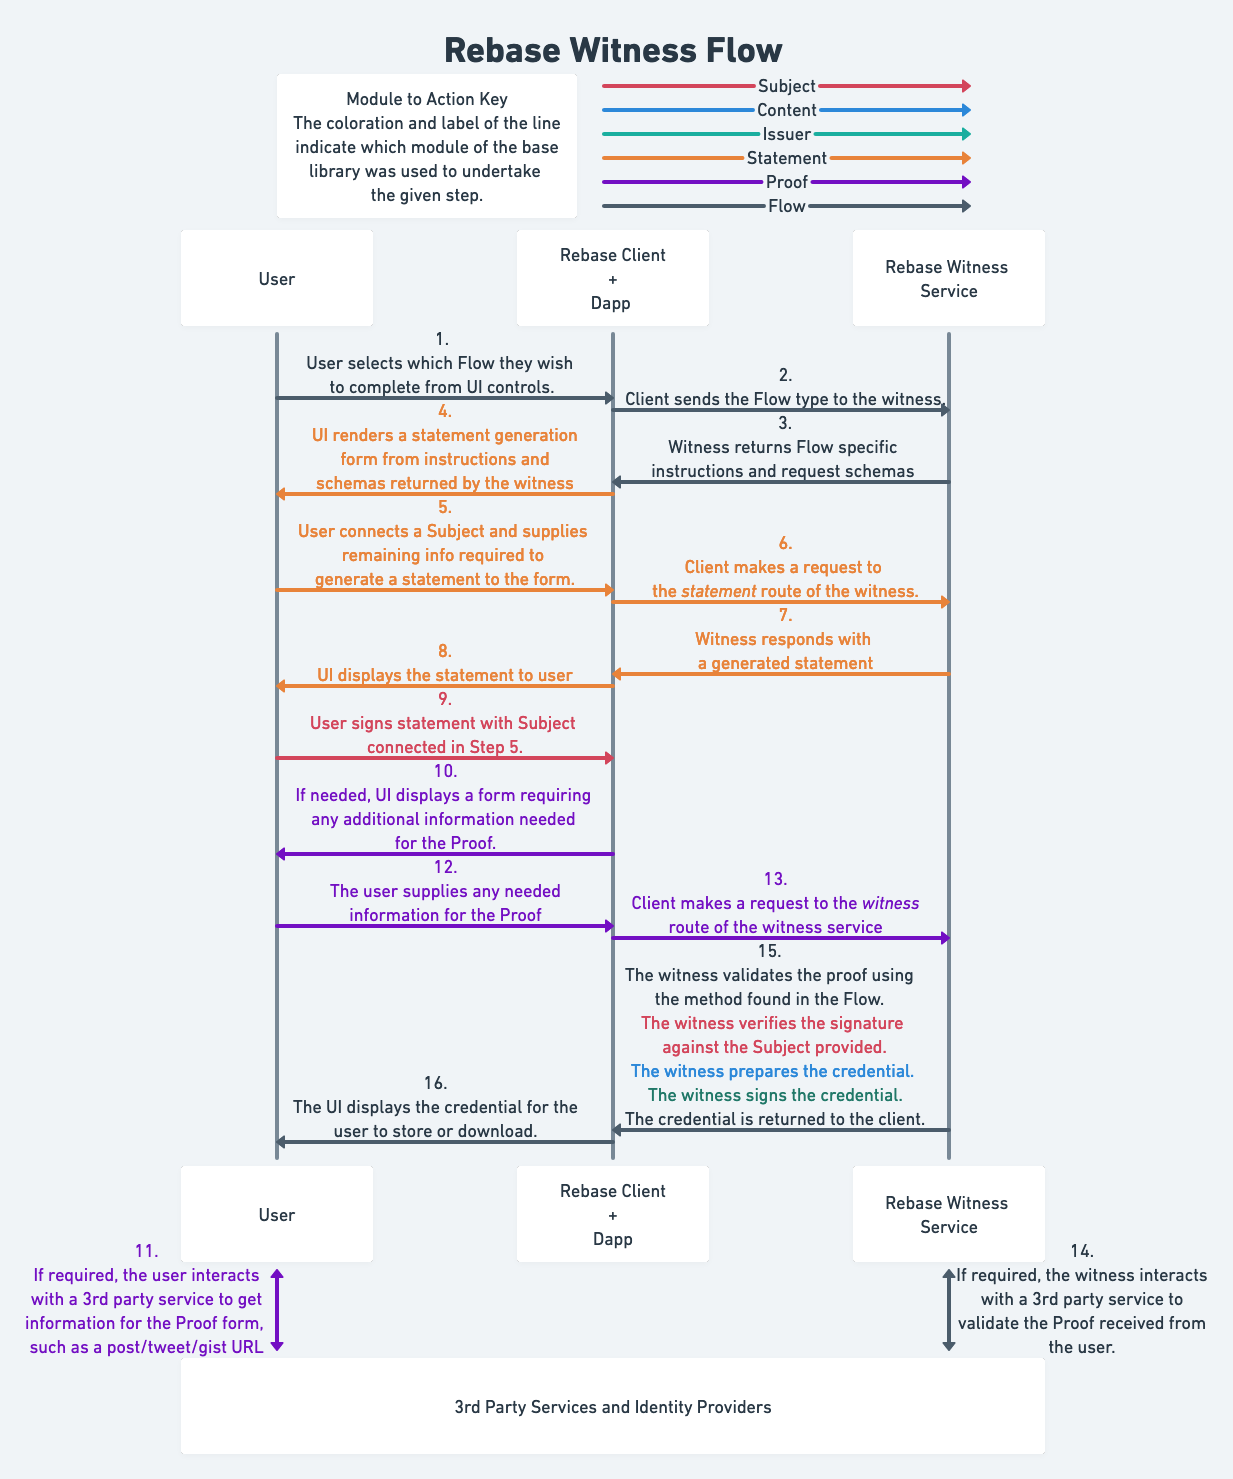 Rebase Witness Flow
Module to Action Key
The coloration and label of the line
indicate which module of the base
library was used to undertake
the given step.
Subject
Content
Issuer
Statement
Proof
Flow
User
Rebase Client
+
Dapp
Rebase Witness
Service
1.
User selects which Flow they wish
to complete from UI controls.
2.
Client sends the Flow type to the witness.
3.
Witness returns Flow specific
instructions and request schemas
4.
UI renders a statement generation
form from instructions and
schemas returned by the witness
5.
User connects a Subject and supplies
remaining info required to
generate a statement to the form.
6.
Client makes a request to
the statement route of the witness.
7.
Witness responds with
a generated statement
8.
UI displays the statement to user
9.
User signs statement with Subject
connected in Step 5.
10.
If needed, UI displays a form requiring
any additional information needed
for the Proof.
12.
The user supplies any needed
information for the Proof
13.
Client makes a request to the witness
route of the witness service
15.
The witness validates the proof using
the method found in the Flow.
The witness verifies the signature
against the Subject provided.
The witness prepares the credential.
The witness signs the credential.
The credential is returned to the client.
16.
The UI displays the credential for the
user to store or download.
User
Rebase Client
+
Dapp
Rebase Witness
Service
11.
If required, the user interacts
with a 3rd party service to get
information for the Proof form,
such as a post/tweet/gist URL
14.
If required, the witness interacts
with a 3rd party service to
validate the Proof received from
the user.
3rd Party Services and Identity Providers